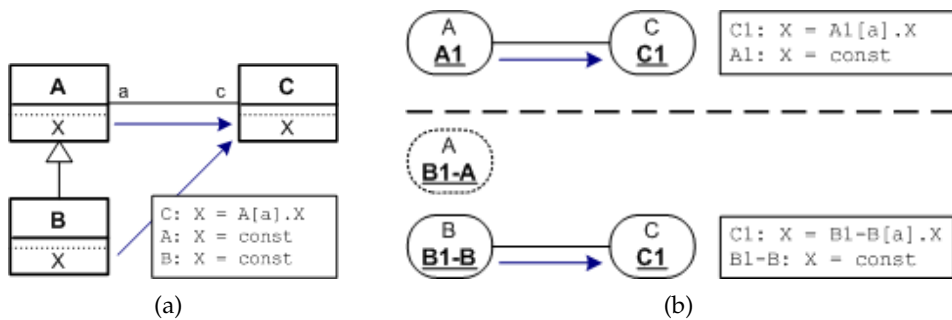 A
a
c
C
X
X
B
X
C: X = A[a].X
A: X = const
B: X = const
(a)
A
A1
C
C1
C1: X = A1[a].X
A1: X = const
A
B1-A
B
B1-B
C
C1
C1: X = B1-B[a].X
B1-B: X = const
(b)